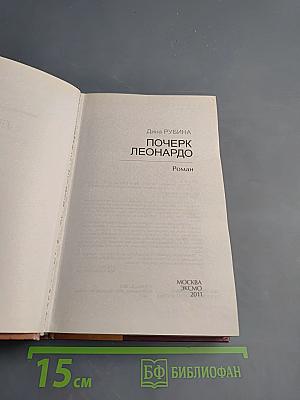 Дина РУБИНА
ПОЧЕРК
ЛЕОНАРДО
Роман
МОСКВА
ЭКСМО
2011
15 см
БФ БИБЛИОФАН